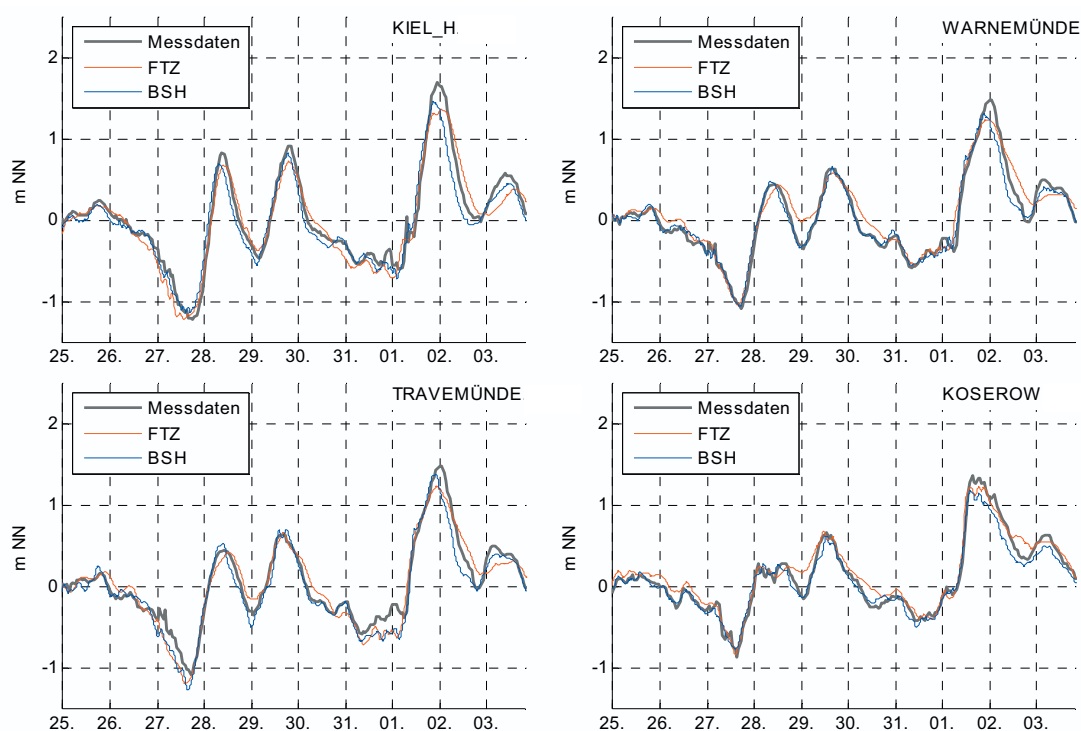 KIEL_H
Messdaten
FTZ
BSH
m NN
2
1
0
-1
25. 26. 27. 28. 29. 30. 31. 01. 02. 03.
WARNEMÜNDE
Messdaten
FTZ
BSH
m NN
2
1
0
-1
25. 26. 27. 28. 29. 30. 31. 01. 02. 03.
TRAVEMÜNDE
Messdaten
FTZ
BSH
m NN
2
1
0
-1
25. 26. 27. 28. 29. 30. 31. 01. 02. 03.
KOSEROW
Messdaten
FTZ
BSH
m NN
2
1
0
-1
25. 26. 27. 28. 29. 30. 31. 01. 02. 03.